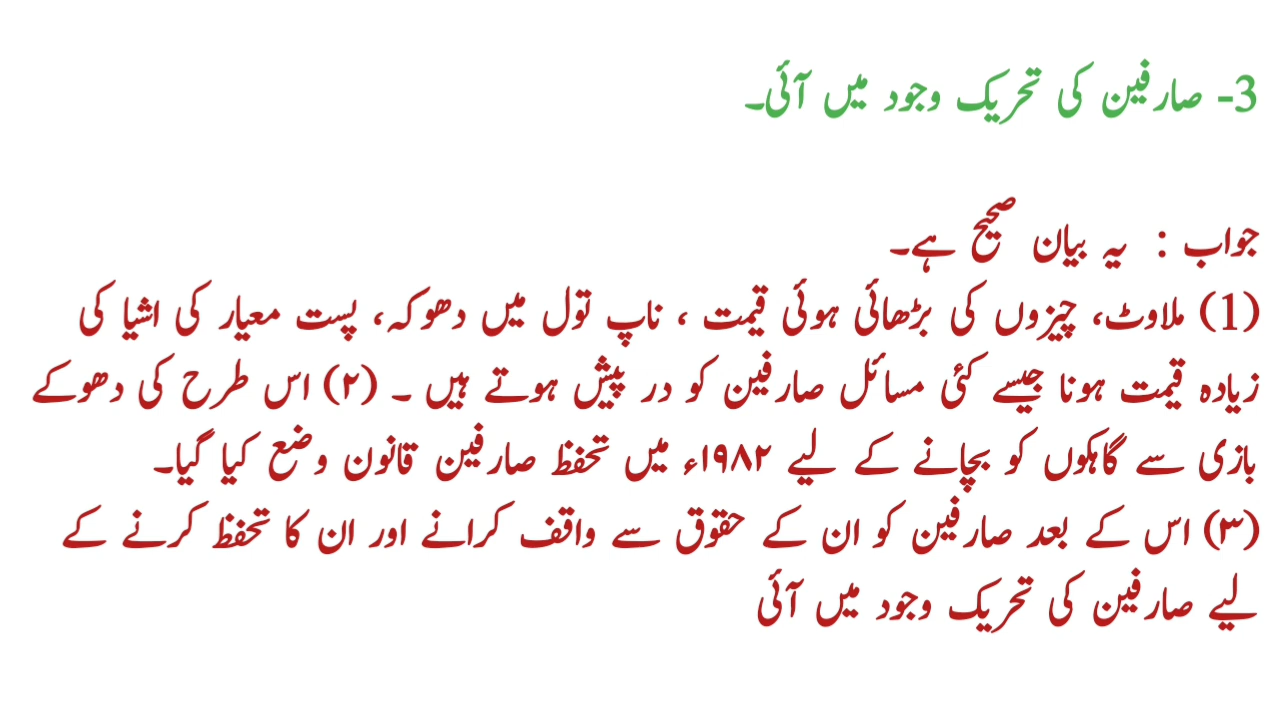 3- صارفین کی تحریک وجود میں آئی۔
جواب : یہ بیان صحیح ہے۔
(1) ملاوٹ، چیزوں کی بڑھائی ہوئی قیمت ، ناپ تول میں دھوکہ، پست معیار کی اشیا کی
زیادہ قیمت ہونا جیسے کئی مسائل صارفین کو در پیش ہوتے ہیں ۔ (۲) اس طرح کی دھوکے
بازی سے گاہکوں کو بچانے کے لیے ۱۹۸۲ء میں تحفظ صارفین قانون وضع کیا گیا۔
(۳) اس کے بعد صارفین کو ان کے حقوق سے واقف کرانے اور ان کا تحفظ کرنے کے
لیے صارفین کی تحریک وجود میں آئی